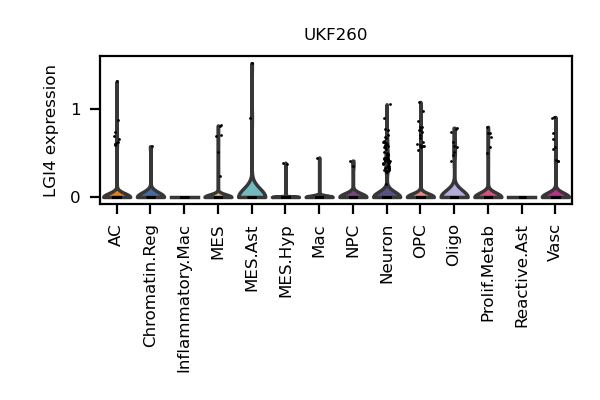 UKF260
LGI4 expression
1
0
AC
Chromatin.Reg
Inflammatory.Mac
MES
MES.Ast
MES.Hyp
Mac
NPC
Neuron
OPC
Oligo
Prolif.Metab
Reactive.Ast
Vasc